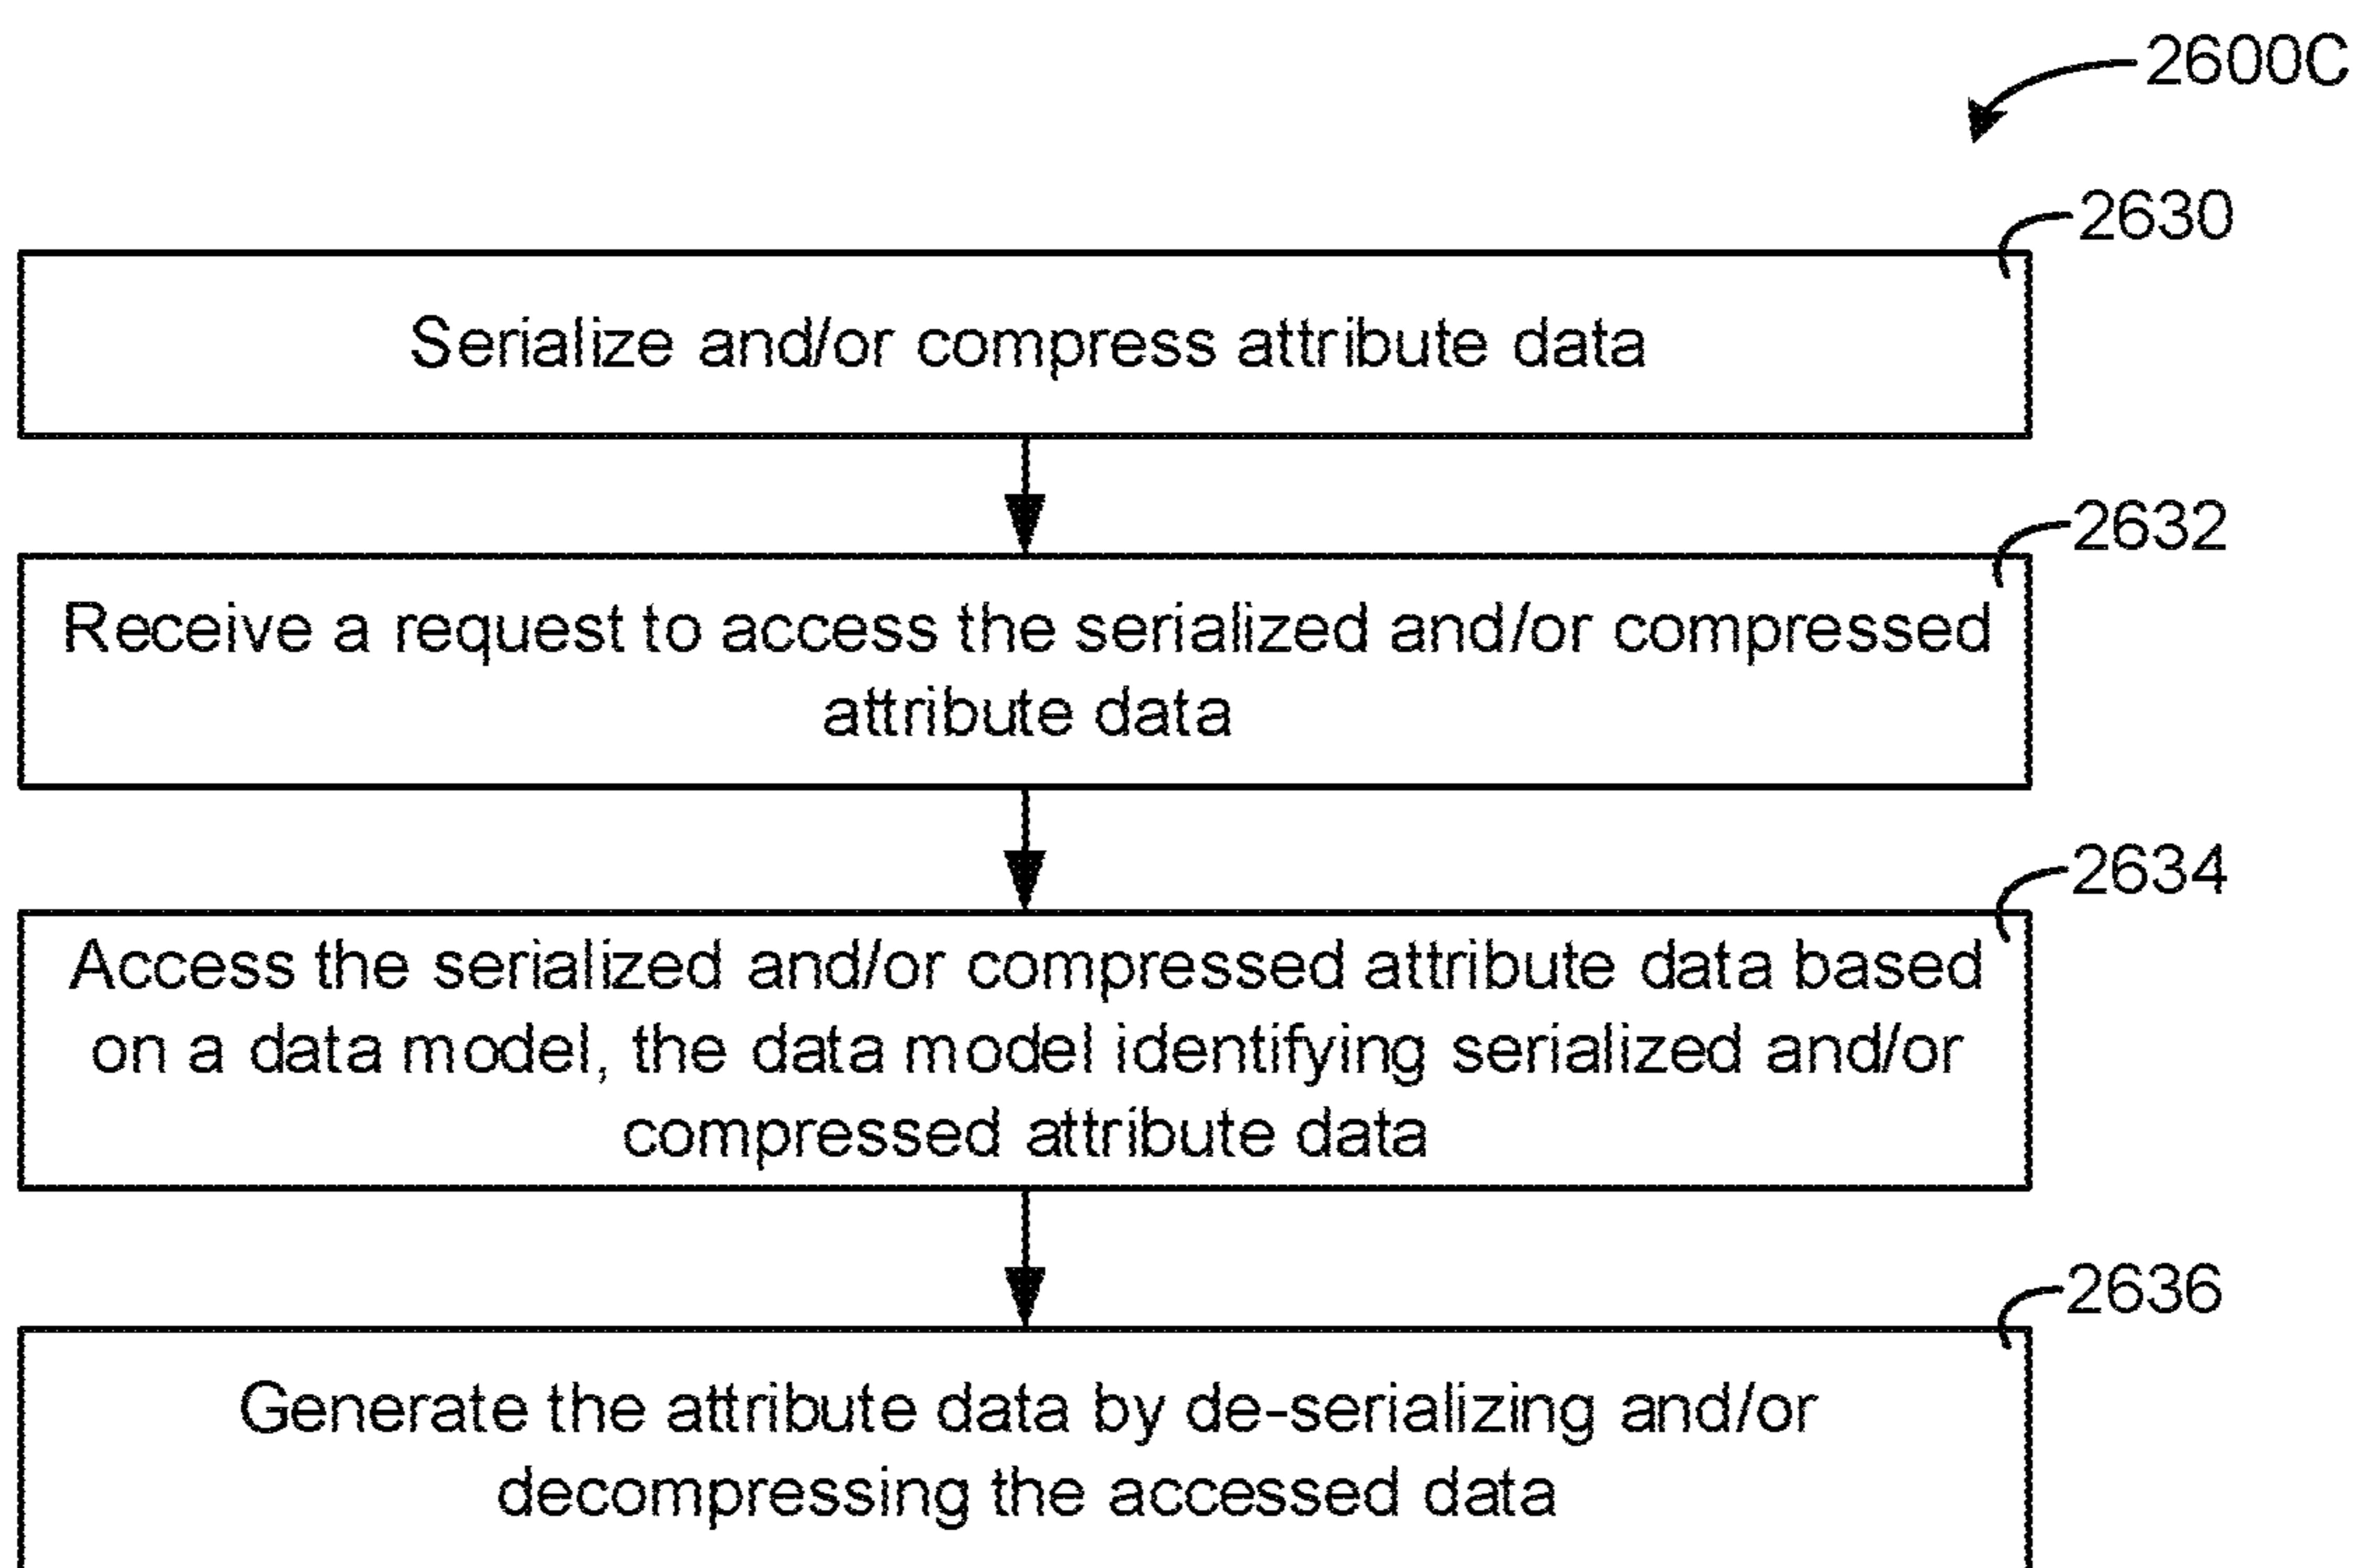 2600C
2630
Serialize and/or compress attribute data
2632
Receive a request to access the serialized and/or compressed
attribute data
2634
Access the serialized and/or compressed attribute data based
on a data model, the data model identifying serialized and/or
compressed attribute data
2636
Generate the attribute data by de-serializing and/or
decompressing the accessed data